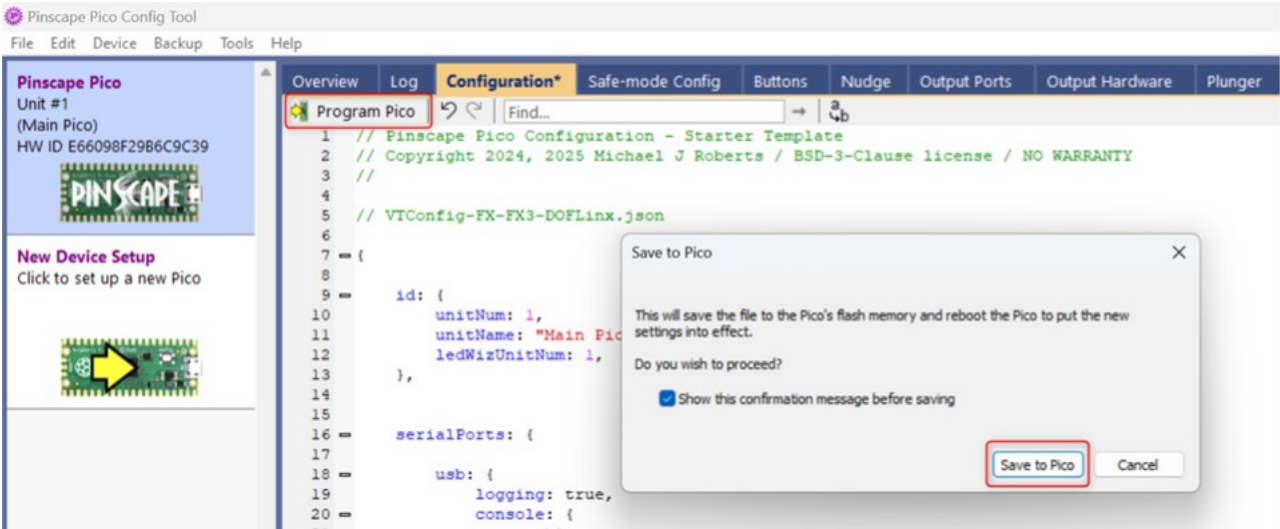 Pinscape Pico Config Tool
File Edit Device Backup Tools Help
Pinscape Pico
Unit #1
(Main Pico)
HW ID E66098F29B6C9C39
PINSCAPE
New Device Setup
Click to set up a new Pico
Overview Log Configuration* Safe-mode Config Buttons Nudge Output Ports Output Hardware Plunger
Program Pico Find... → a b
1 // Pinscape Pico Configuration - Starter Template
2 // Copyright 2024, 2025 Michael J Roberts / BSD-3-Clause license / NO WARRANTY
3 //
4
5 // VTConfig-FX-FX3-DOFLinx.json
6
7 {
8
9 id: {
10 unitNum: 1,
11 unitName: "Main Pic
12 ledWizUnitNum: 1,
13 },
14
15
16 serialPorts: {
17
18 usb: {
19 logging: true,
20 console: {
Save to Pico
This will save the file to the Pico's flash memory and reboot the Pico to put the new
settings into effect.
Do you wish to proceed?
Show this confirmation message before saving
Save to Pico Cancel